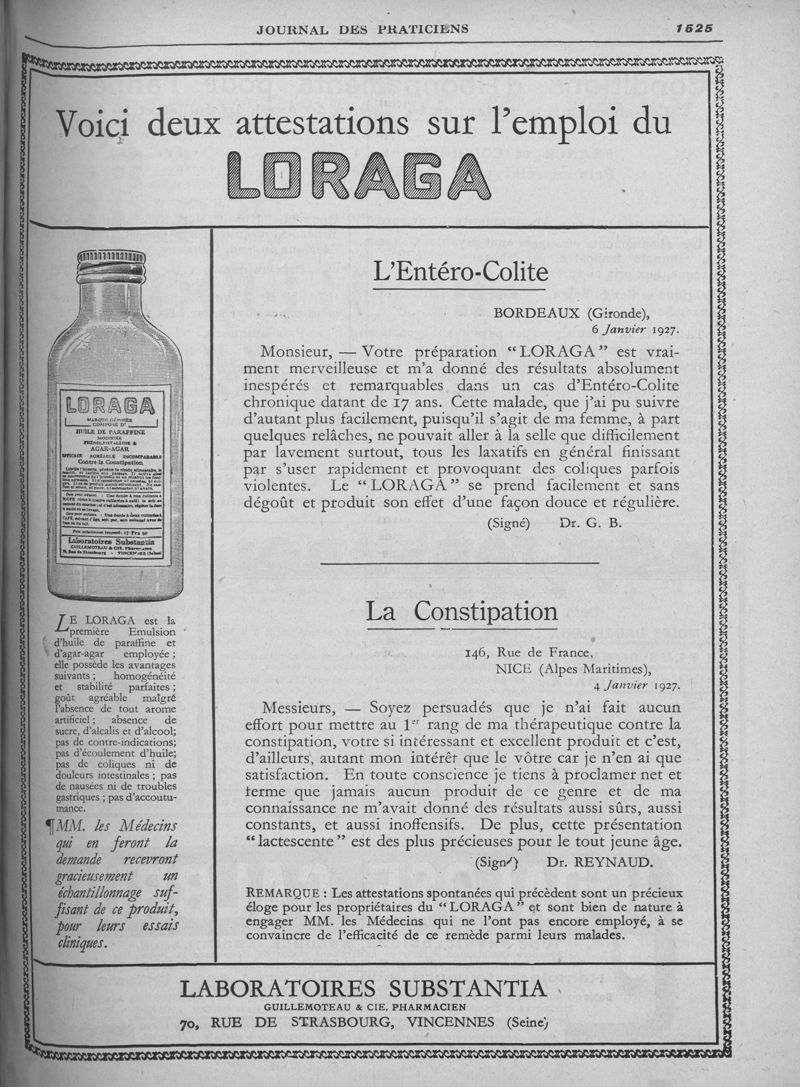 JOURNAL DES PRATICIENS
1525
Voici deux attestations sur l'emploi du
LORAGA
LORAGA
MARQUE DÉPOSÉE
COMPOSÉ D'
HUILE DE PARAFFINE
MODIFIÉE
PHÉNOLPHTALÉINE &
AGAR-AGAR
EFFICACE AGRÉABLE INCOMPARABLE
Contre la Constipation
Laboratoires Substantia
GUILLEMOTEAU & CIE, PHARMACIENS
LE LORAGA est la
première Emulsion
d'huile de paraffine et
d'agar-agar employée ;
elle possède les avantages
suivants ; homogénéité
et stabilité parfaites ;
goût agréable malgré
l'absence de tout arome
artificiel ; absence de
sucre, d'alcalis et d'alcool;
pas de contre-indications;
pas d'écoulement d'huile;
pas de coliques ni de
douleurs intestinales ; pas
de nausées ni de troubles
gastriques ; pas d'accoutu-
mance.
¶MM. les Médecins
qui en feront la
demande recevront
gracieusement un
échantillonnage suf-
fisant de ce produit,
pour leurs essais
cliniques.
L'Entéro-Colite
BORDEAUX (Gironde),
6 Janvier 1927.
Monsieur, — Votre préparation “LORAGA” est vrai-
ment merveilleuse et m'a donné des résultats absolument
inespérés et remarquables dans un cas d'Entéro-Colite
chronique datant de 17 ans. Cette malade, que j'ai pu suivre
d'autant plus facilement, puisqu'il s'agit de ma femme, à part
quelques relâches, ne pouvait aller à la selle que difficilement
par lavement surtout, tous les laxatifs en général finissant
par s'user rapidement et provoquant des coliques parfois
violentes. Le “LORAGA” se prend facilement et sans
dégoût et produit son effet d'une façon douce et régulière.
(Signé) Dr. G. B.
La Constipation
146, Rue de France,
NICE (Alpes Maritimes),
4 Janvier 1927.
Messieurs, — Soyez persuadés que je n'ai fait aucun
effort pour mettre au 1er rang de ma thérapeutique contre la
constipation, votre si intéressant et excellent produit et c'est,
d'ailleurs, autant mon intérêt que le vôtre car je n'en ai que
satisfaction. En toute conscience je tiens à proclamer net et
ferme que jamais aucun produit de ce genre et de ma
connaissance ne m'avait donné des résultats aussi sûrs, aussi
constants, et aussi inoffensifs. De plus, cette présentation
“lactescente” est des plus précieuses pour le tout jeune âge.
(Signé) Dr. REYNAUD.
REMARQUE : Les attestations spontanées qui précèdent sont un précieux
éloge pour les propriétaires du “LORAGA” et sont bien de nature à
engager MM. les Médecins qui ne l'ont pas encore employé, à se
convaincre de l'efficacité de ce remède parmi leurs malades.
LABORATOIRES SUBSTANTIA
GUILLEMOTEAU & CIE, PHARMACIEN
70, RUE DE STRASBOURG, VINCENNES (Seine)